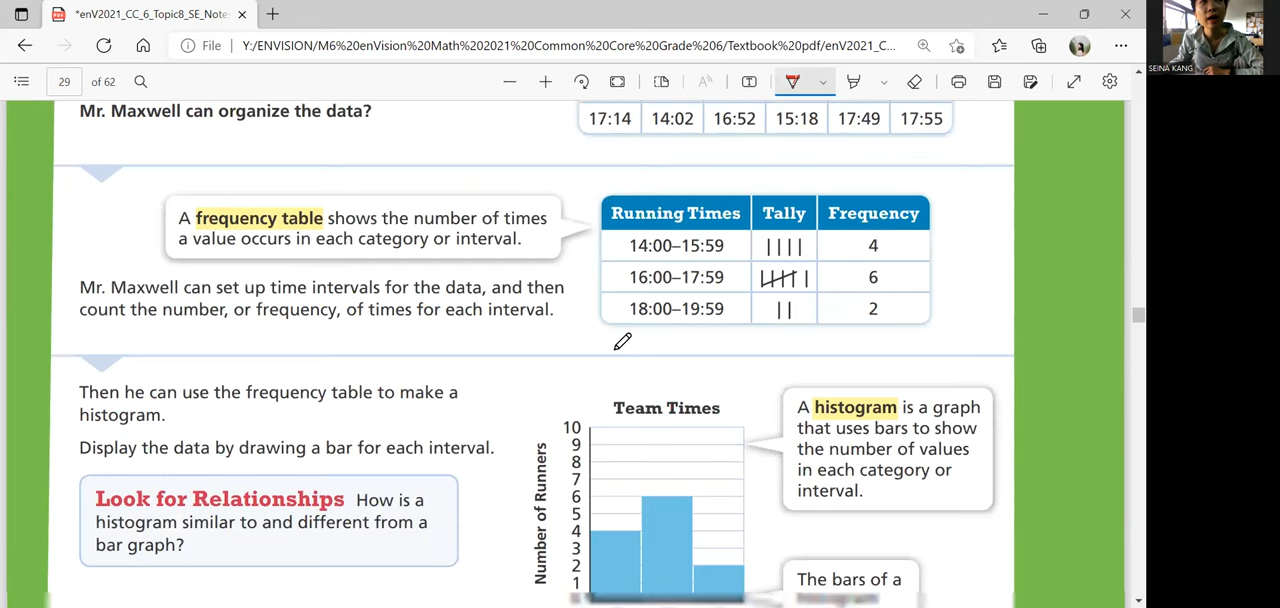 *enV2021_CC_6_Topic8_SE_Note
File Y:/ENVISION/M6%20enVision%20Math%202021%20Common%20Core%20Grade%206/Textbook%20pdf/enV2021_C...
29 of 62
SEINA KANG
Mr. Maxwell can organize the data?
17:14 14:02 16:52 15:18 17:49 17:55
A frequency table shows the number of times
a value occurs in each category or interval.
Mr. Maxwell can set up time intervals for the data, and then
count the number, or frequency, of times for each interval.
Running Times Tally Frequency
14:00–15:59 |||| 4
16:00–17:59 6
18:00–19:59 || 2
Then he can use the frequency table to make a
histogram.
Display the data by drawing a bar for each interval.
Look for Relationships How is a
histogram similar to and different from a
bar graph?
Team Times
Number of Runners
10
9
8
7
6
5
4
3
2
1
A histogram is a graph
that uses bars to show
the number of values
in each category or
interval.
The bars of a
histogram